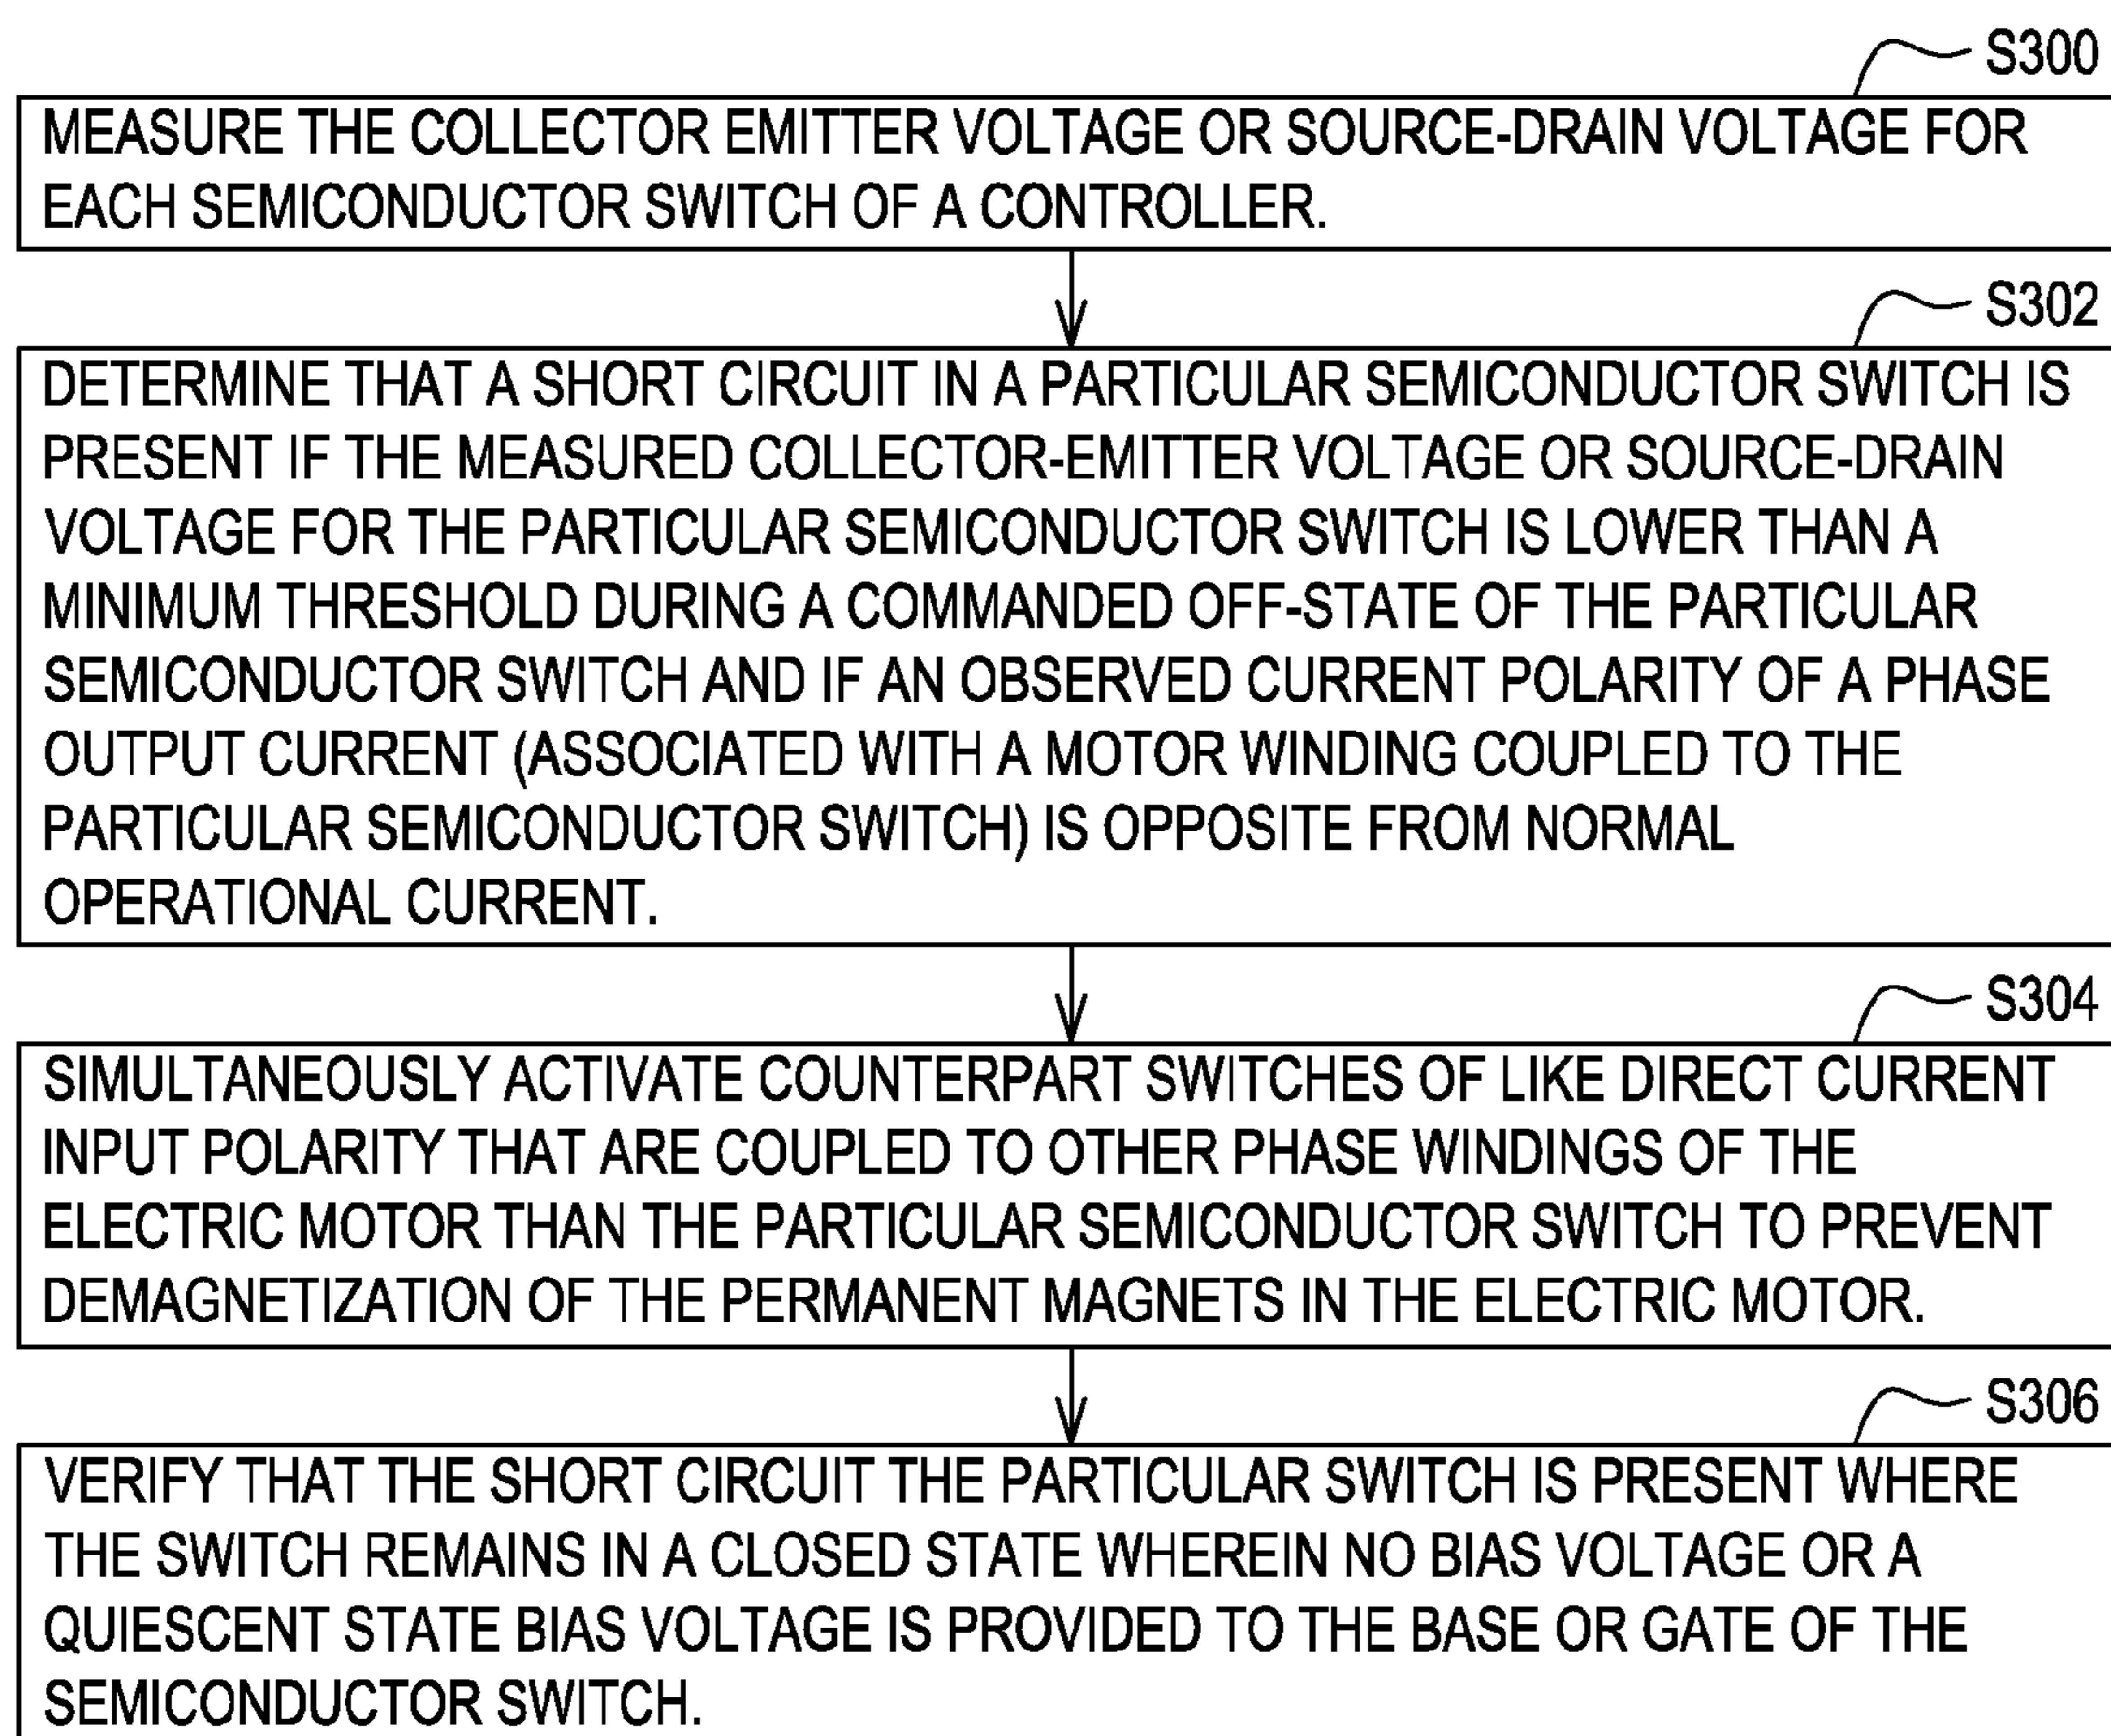 S300
MEASURE THE COLLECTOR EMITTER VOLTAGE OR SOURCE-DRAIN VOLTAGE FOR
EACH SEMICONDUCTOR SWITCH OF A CONTROLLER.
S302
DETERMINE THAT A SHORT CIRCUIT IN A PARTICULAR SEMICONDUCTOR SWITCH IS
PRESENT IF THE MEASURED COLLECTOR-EMITTER VOLTAGE OR SOURCE-DRAIN
VOLTAGE FOR THE PARTICULAR SEMICONDUCTOR SWITCH IS LOWER THAN A
MINIMUM THRESHOLD DURING A COMMANDED OFF-STATE OF THE PARTICULAR
SEMICONDUCTOR SWITCH AND IF AN OBSERVED CURRENT POLARITY OF A PHASE
OUTPUT CURRENT (ASSOCIATED WITH A MOTOR WINDING COUPLED TO THE
PARTICULAR SEMICONDUCTOR SWITCH) IS OPPOSITE FROM NORMAL
OPERATIONAL CURRENT.
S304
SIMULTANEOUSLY ACTIVATE COUNTERPART SWITCHES OF LIKE DIRECT CURRENT
INPUT POLARITY THAT ARE COUPLED TO OTHER PHASE WINDINGS OF THE
ELECTRIC MOTOR THAN THE PARTICULAR SEMICONDUCTOR SWITCH TO PREVENT
DEMAGNETIZATION OF THE PERMANENT MAGNETS IN THE ELECTRIC MOTOR.
S306
VERIFY THAT THE SHORT CIRCUIT THE PARTICULAR SWITCH IS PRESENT WHERE
THE SWITCH REMAINS IN A CLOSED STATE WHEREIN NO BIAS VOLTAGE OR A
QUIESCENT STATE BIAS VOLTAGE IS PROVIDED TO THE BASE OR GATE OF THE
SEMICONDUCTOR SWITCH.